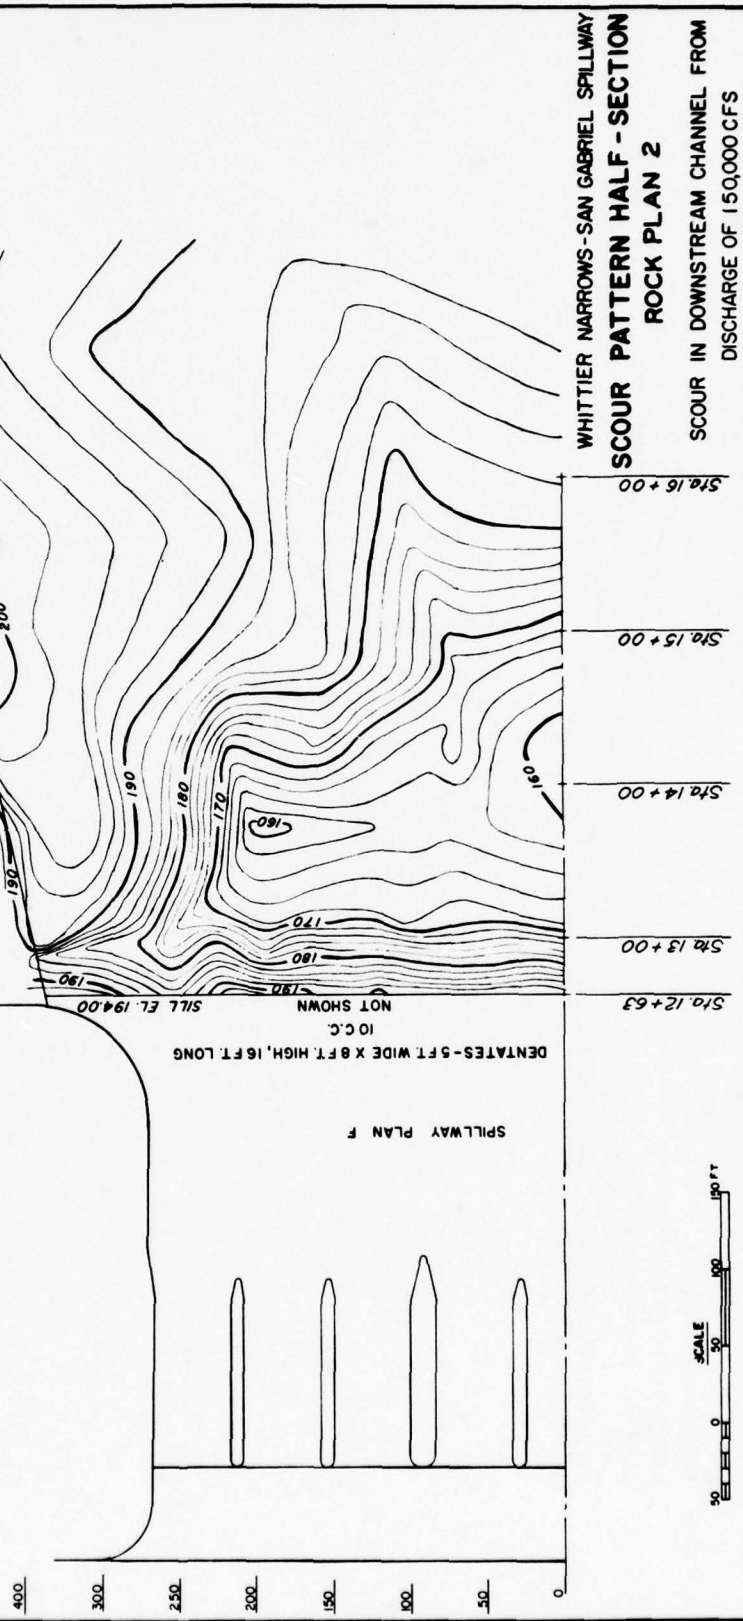 WHITTIER NARROWS-SAN GABRIEL SPILLWAY
SCOUR PATTERN HALF-SECTION
ROCK PLAN 2
SCOUR IN DOWNSTREAM CHANNEL FROM
DISCHARGE OF 150,000 CFS
200
190
190
180
170
160
160
170
180
190
190
SILL EL. 194.00
NOT SHOWN
10 C.C.
DENTATES-5 FT. WIDE X 8 FT. HIGH, 16 FT. LONG
SPILLWAY PLAN F
Sta. 16+00
Sta. 15+00
Sta. 14+00
Sta. 13+00
Sta. 12+63
SCALE
50 0 50 100 150 FT
400
300
250
200
150
100
50
0